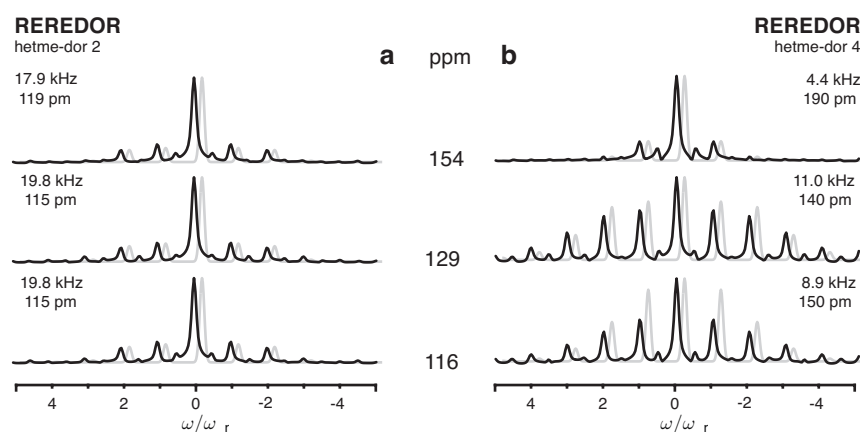 REREDOR
hetme-dor 2
a
ppm
b
REREDOR
hetme-dor 4
17.9 kHz
119 pm
154
4.4 kHz
190 pm
19.8 kHz
115 pm
129
11.0 kHz
140 pm
19.8 kHz
115 pm
116
8.9 kHz
150 pm
4 2 0 -2 -4
ω/ω r
4 2 0 -2 -4
ω/ω r